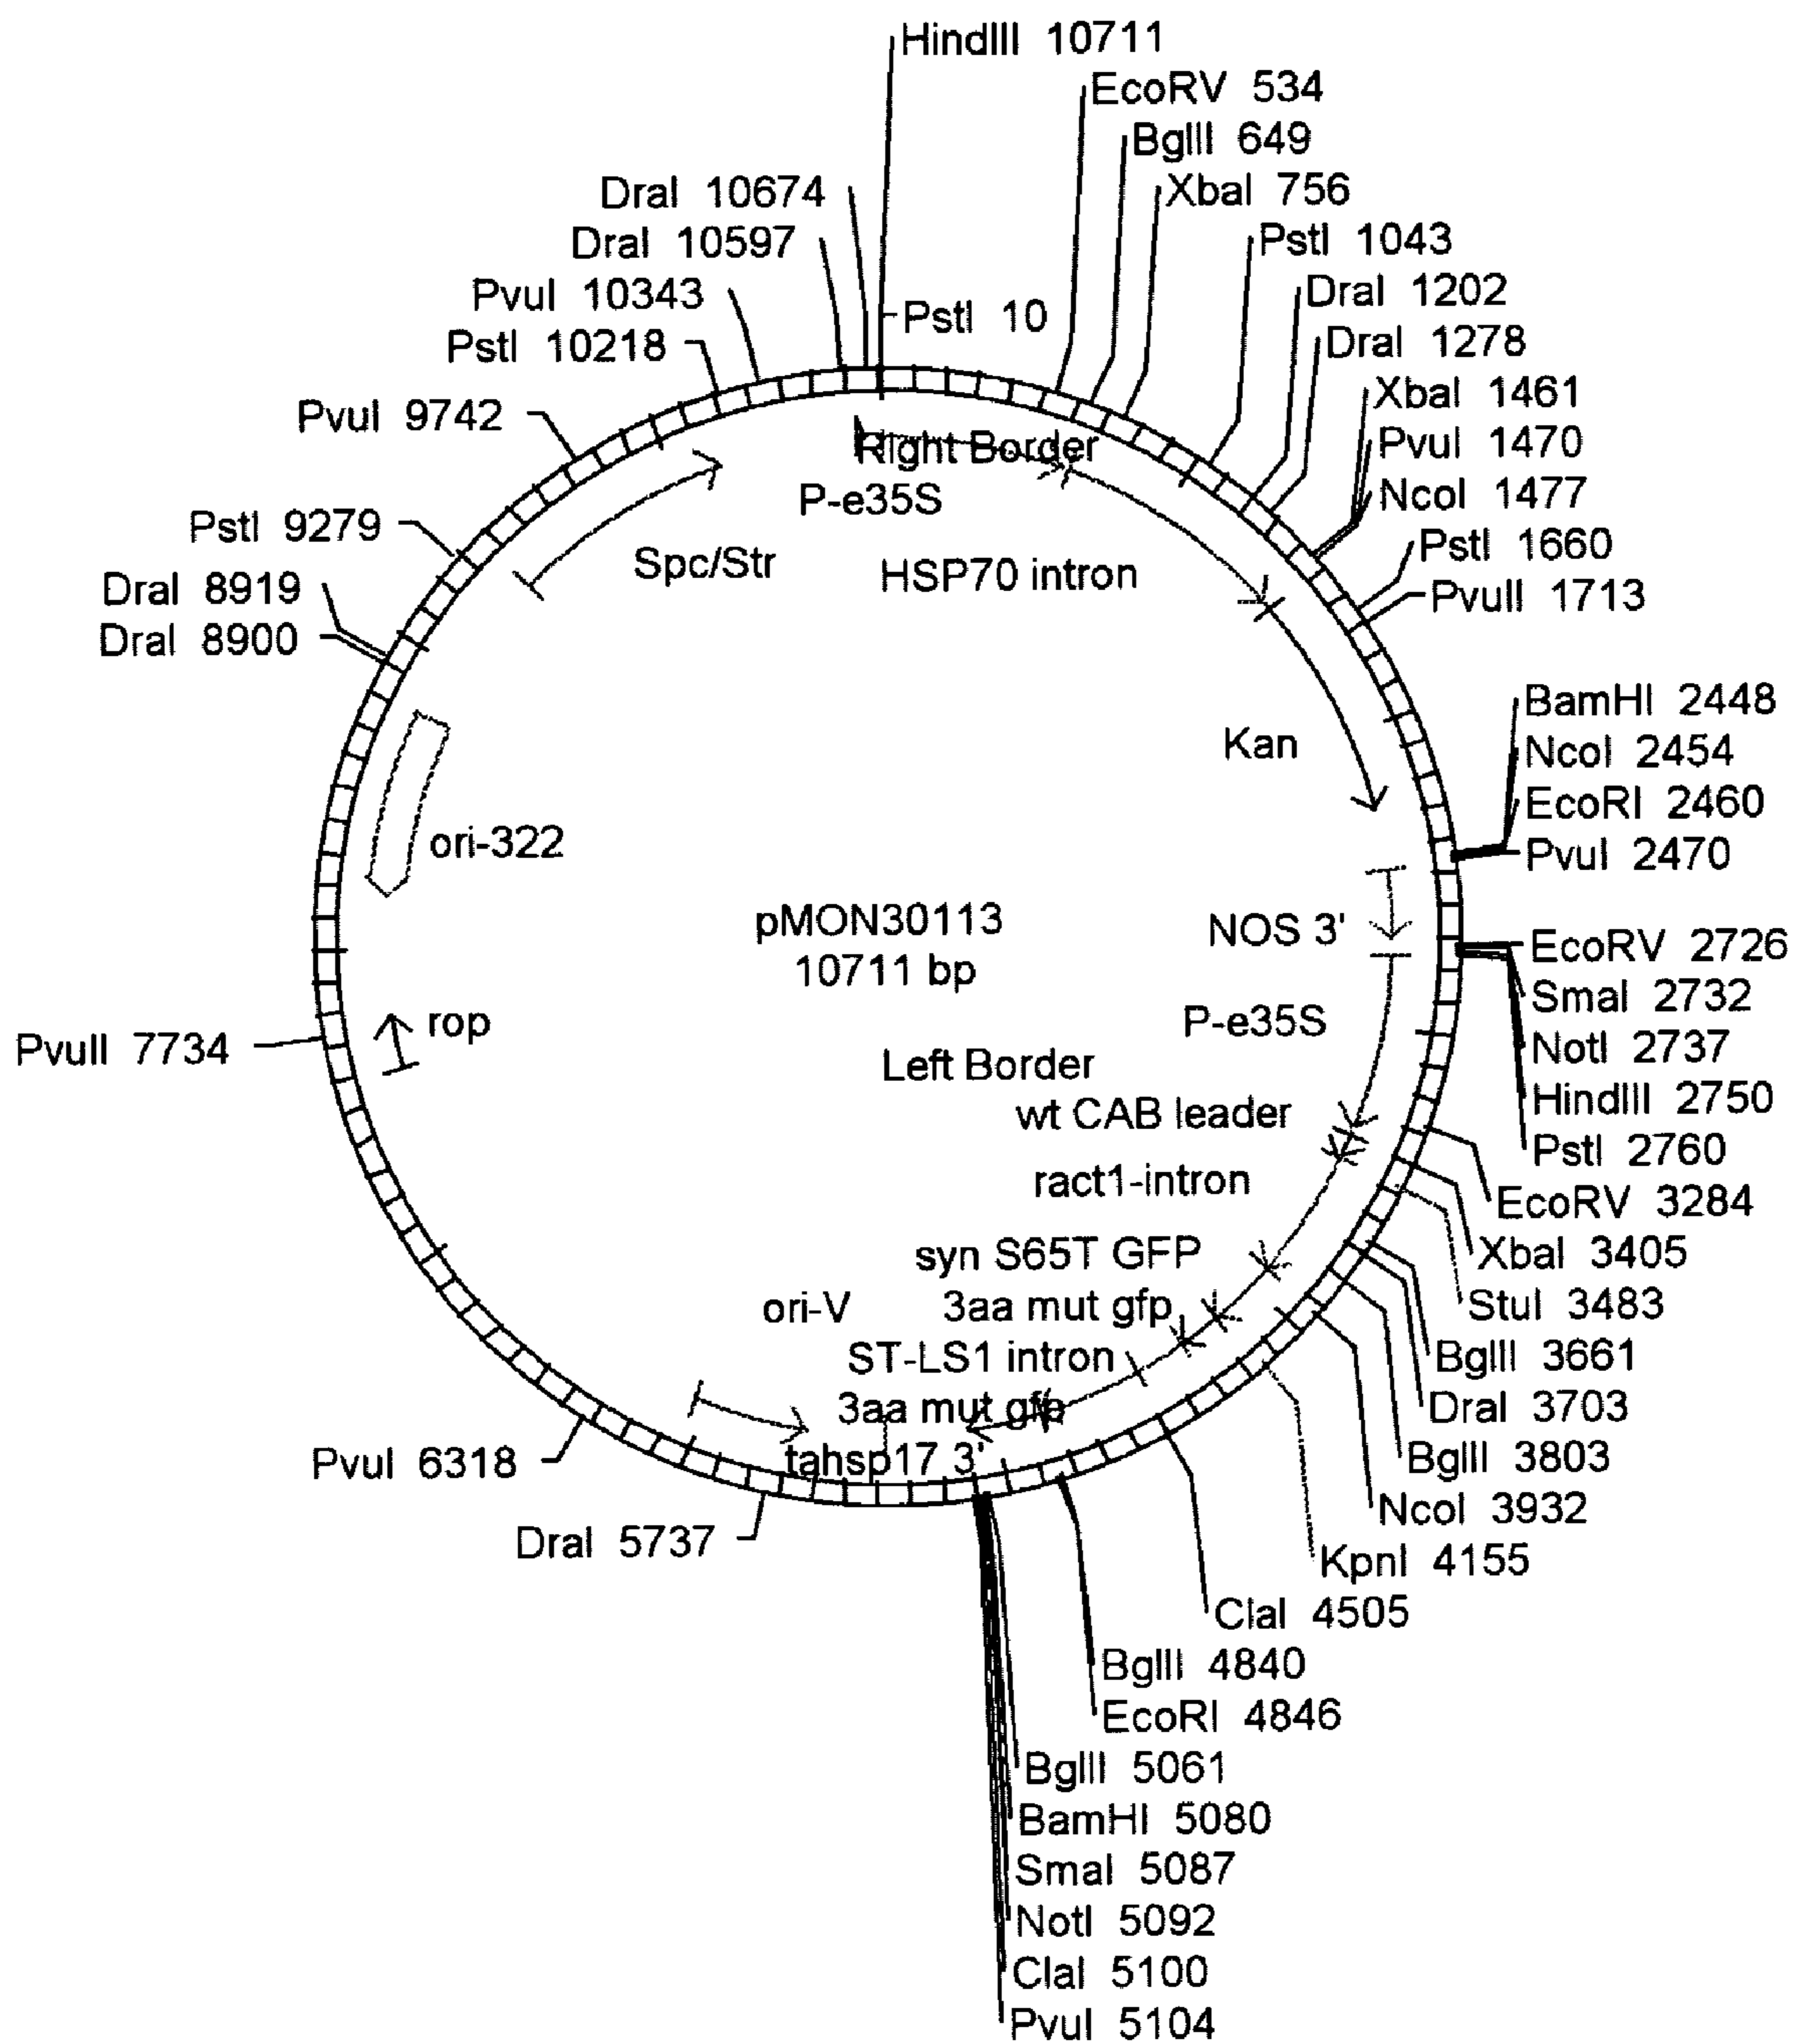 HindIII 10711
EcoRV 534
BglII 649
XbaI 756
PstI 1043
DraI 1202
DraI 1278
XbaI 1461
PvuI 1470
NcoI 1477
PstI 1660
PvuII 1713
BamHI 2448
NcoI 2454
EcoRI 2460
PvuI 2470
EcoRV 2726
SmaI 2732
NotI 2737
HindIII 2750
PstI 2760
EcoRV 3284
XbaI 3405
StuI 3483
BglII 3661
DraI 3703
BglII 3803
NcoI 3932
KpnI 4155
ClaI 4505
BglII 4840
EcoRI 4846
BglII 5061
BamHI 5080
SmaI 5087
NotI 5092
ClaI 5100
PvuI 5104
DraI 5737
PvuI 6318
PvuII 7734
DraI 8900
DraI 8919
PstI 9279
PvuI 9742
PstI 10218
PvuI 10343
DraI 10597
DraI 10674
PstI 10
Right Border
P-e35S
Spc/Str
HSP70 intron
Kan
ori-322
pMON30113
10711 bp
NOS 3'
P-e35S
rop
Left Border
wt CAB leader
ract1-intron
syn S65T GFP
ori-V
3aa mut gfp
ST-LS1 intron
3aa mut gfp
tahsp17 3'